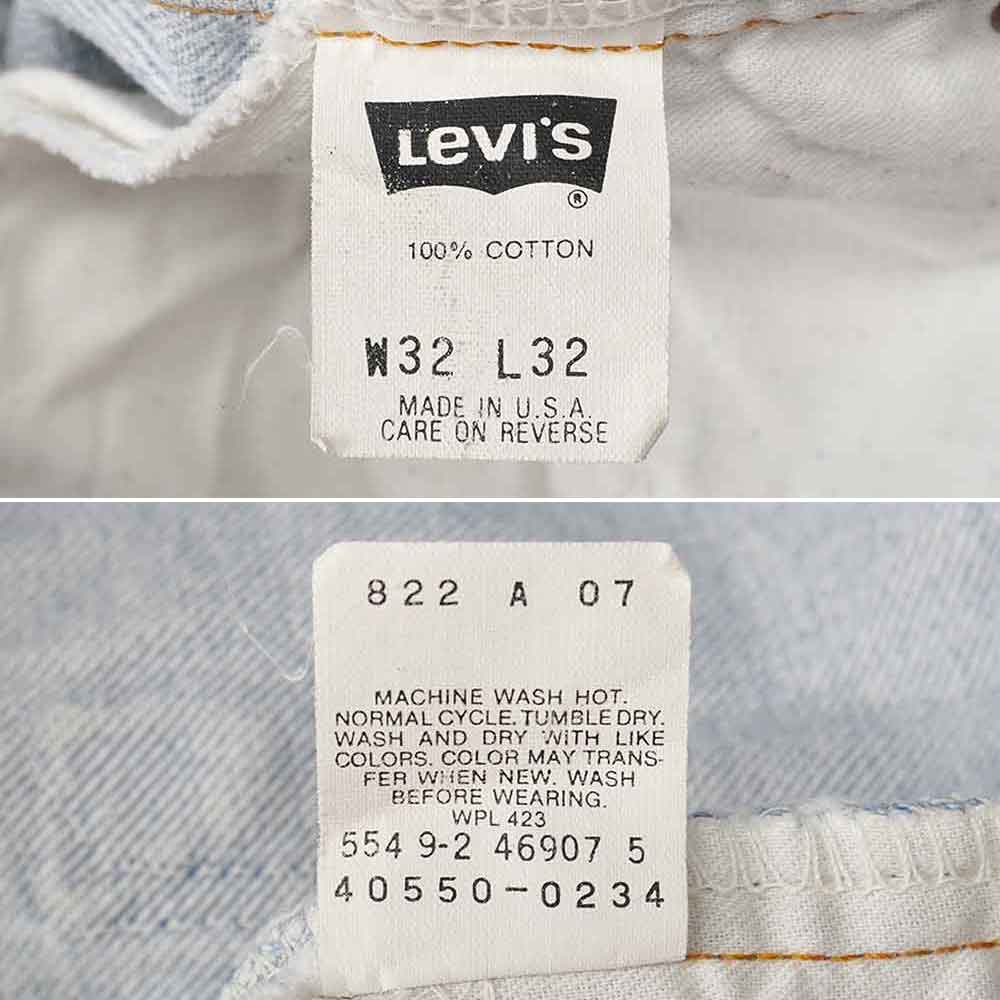 Levi's
®
100% COTTON
W32 L32
MADE IN U.S.A.
CARE ON REVERSE
822 A 07
MACHINE WASH HOT.
NORMAL CYCLE. TUMBLE DRY.
WASH AND DRY WITH LIKE
COLORS. COLOR MAY TRANS-
FER WHEN NEW. WASH
BEFORE WEARING.
WPL 423
554 9-2 46907 5
40550-0234